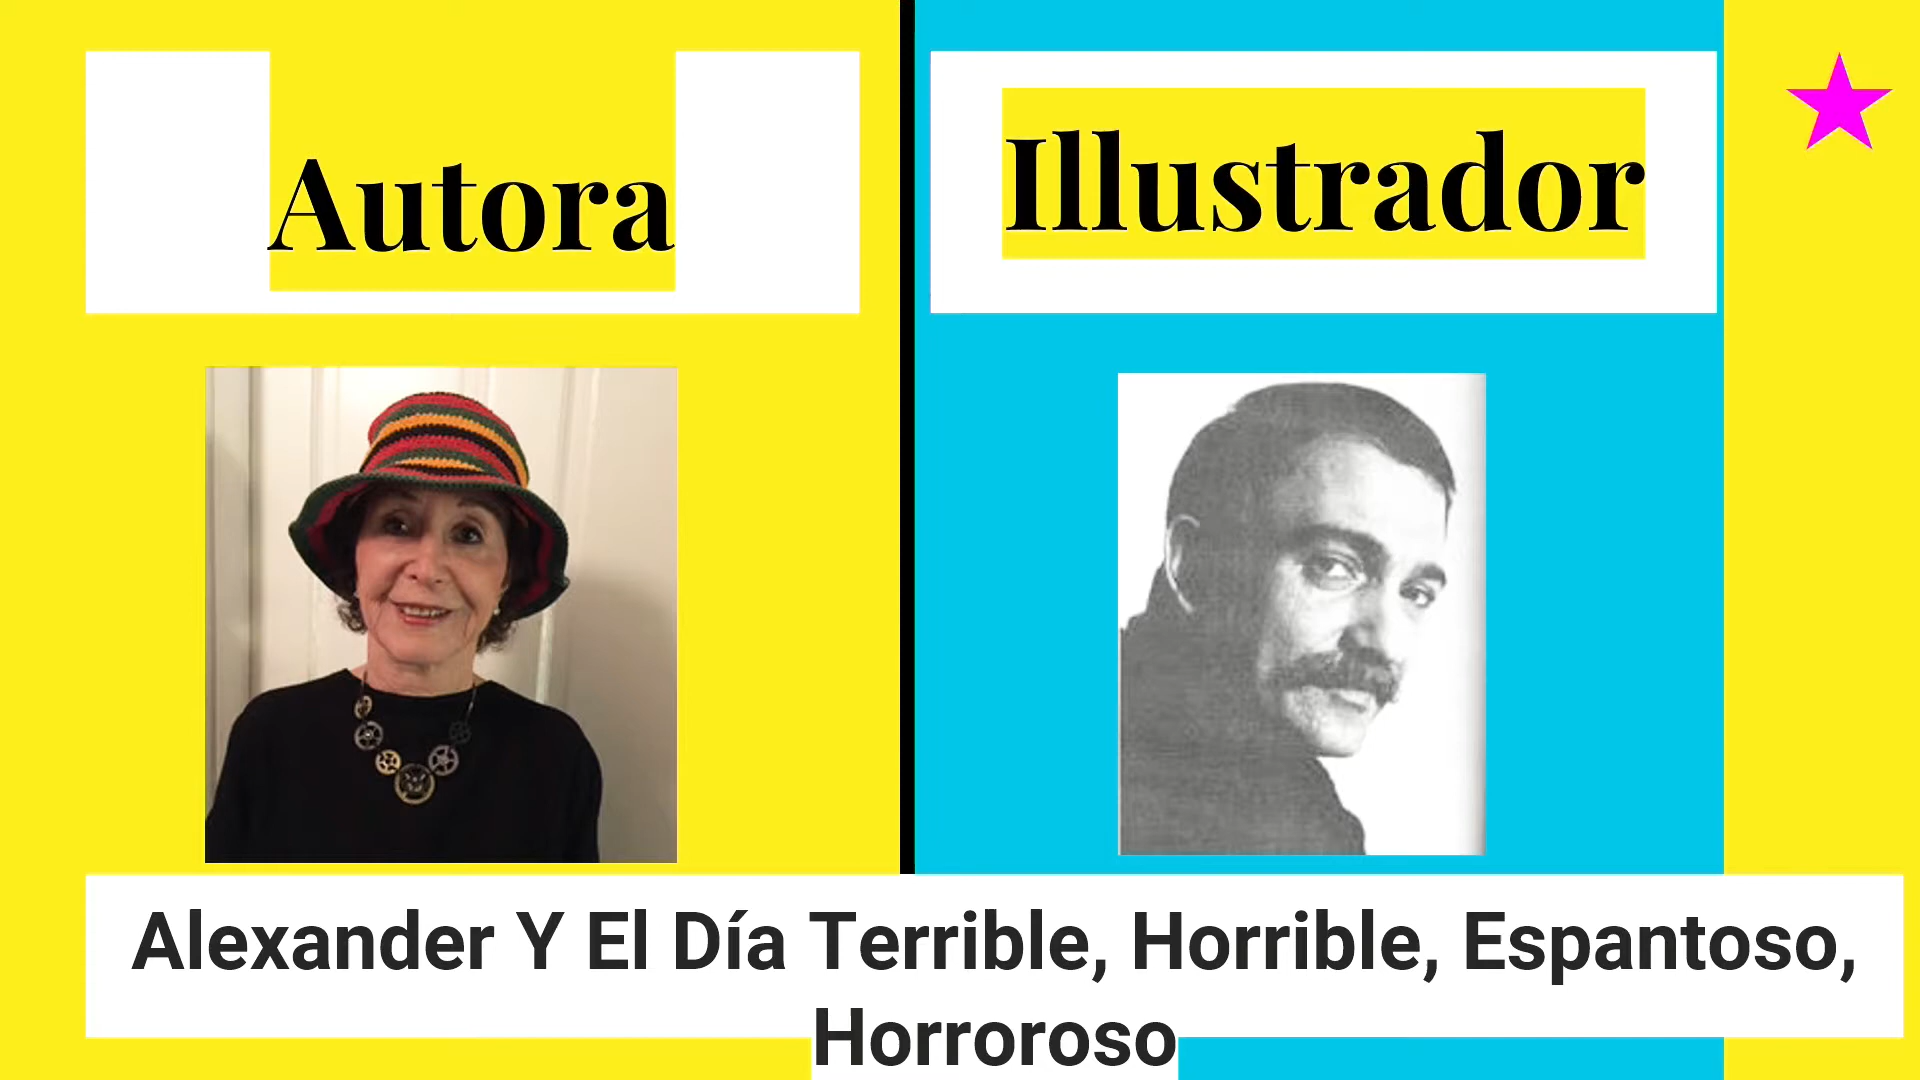 Autora
Illustrador
Alexander Y El Día Terrible, Horrible, Espantoso,
Horroroso